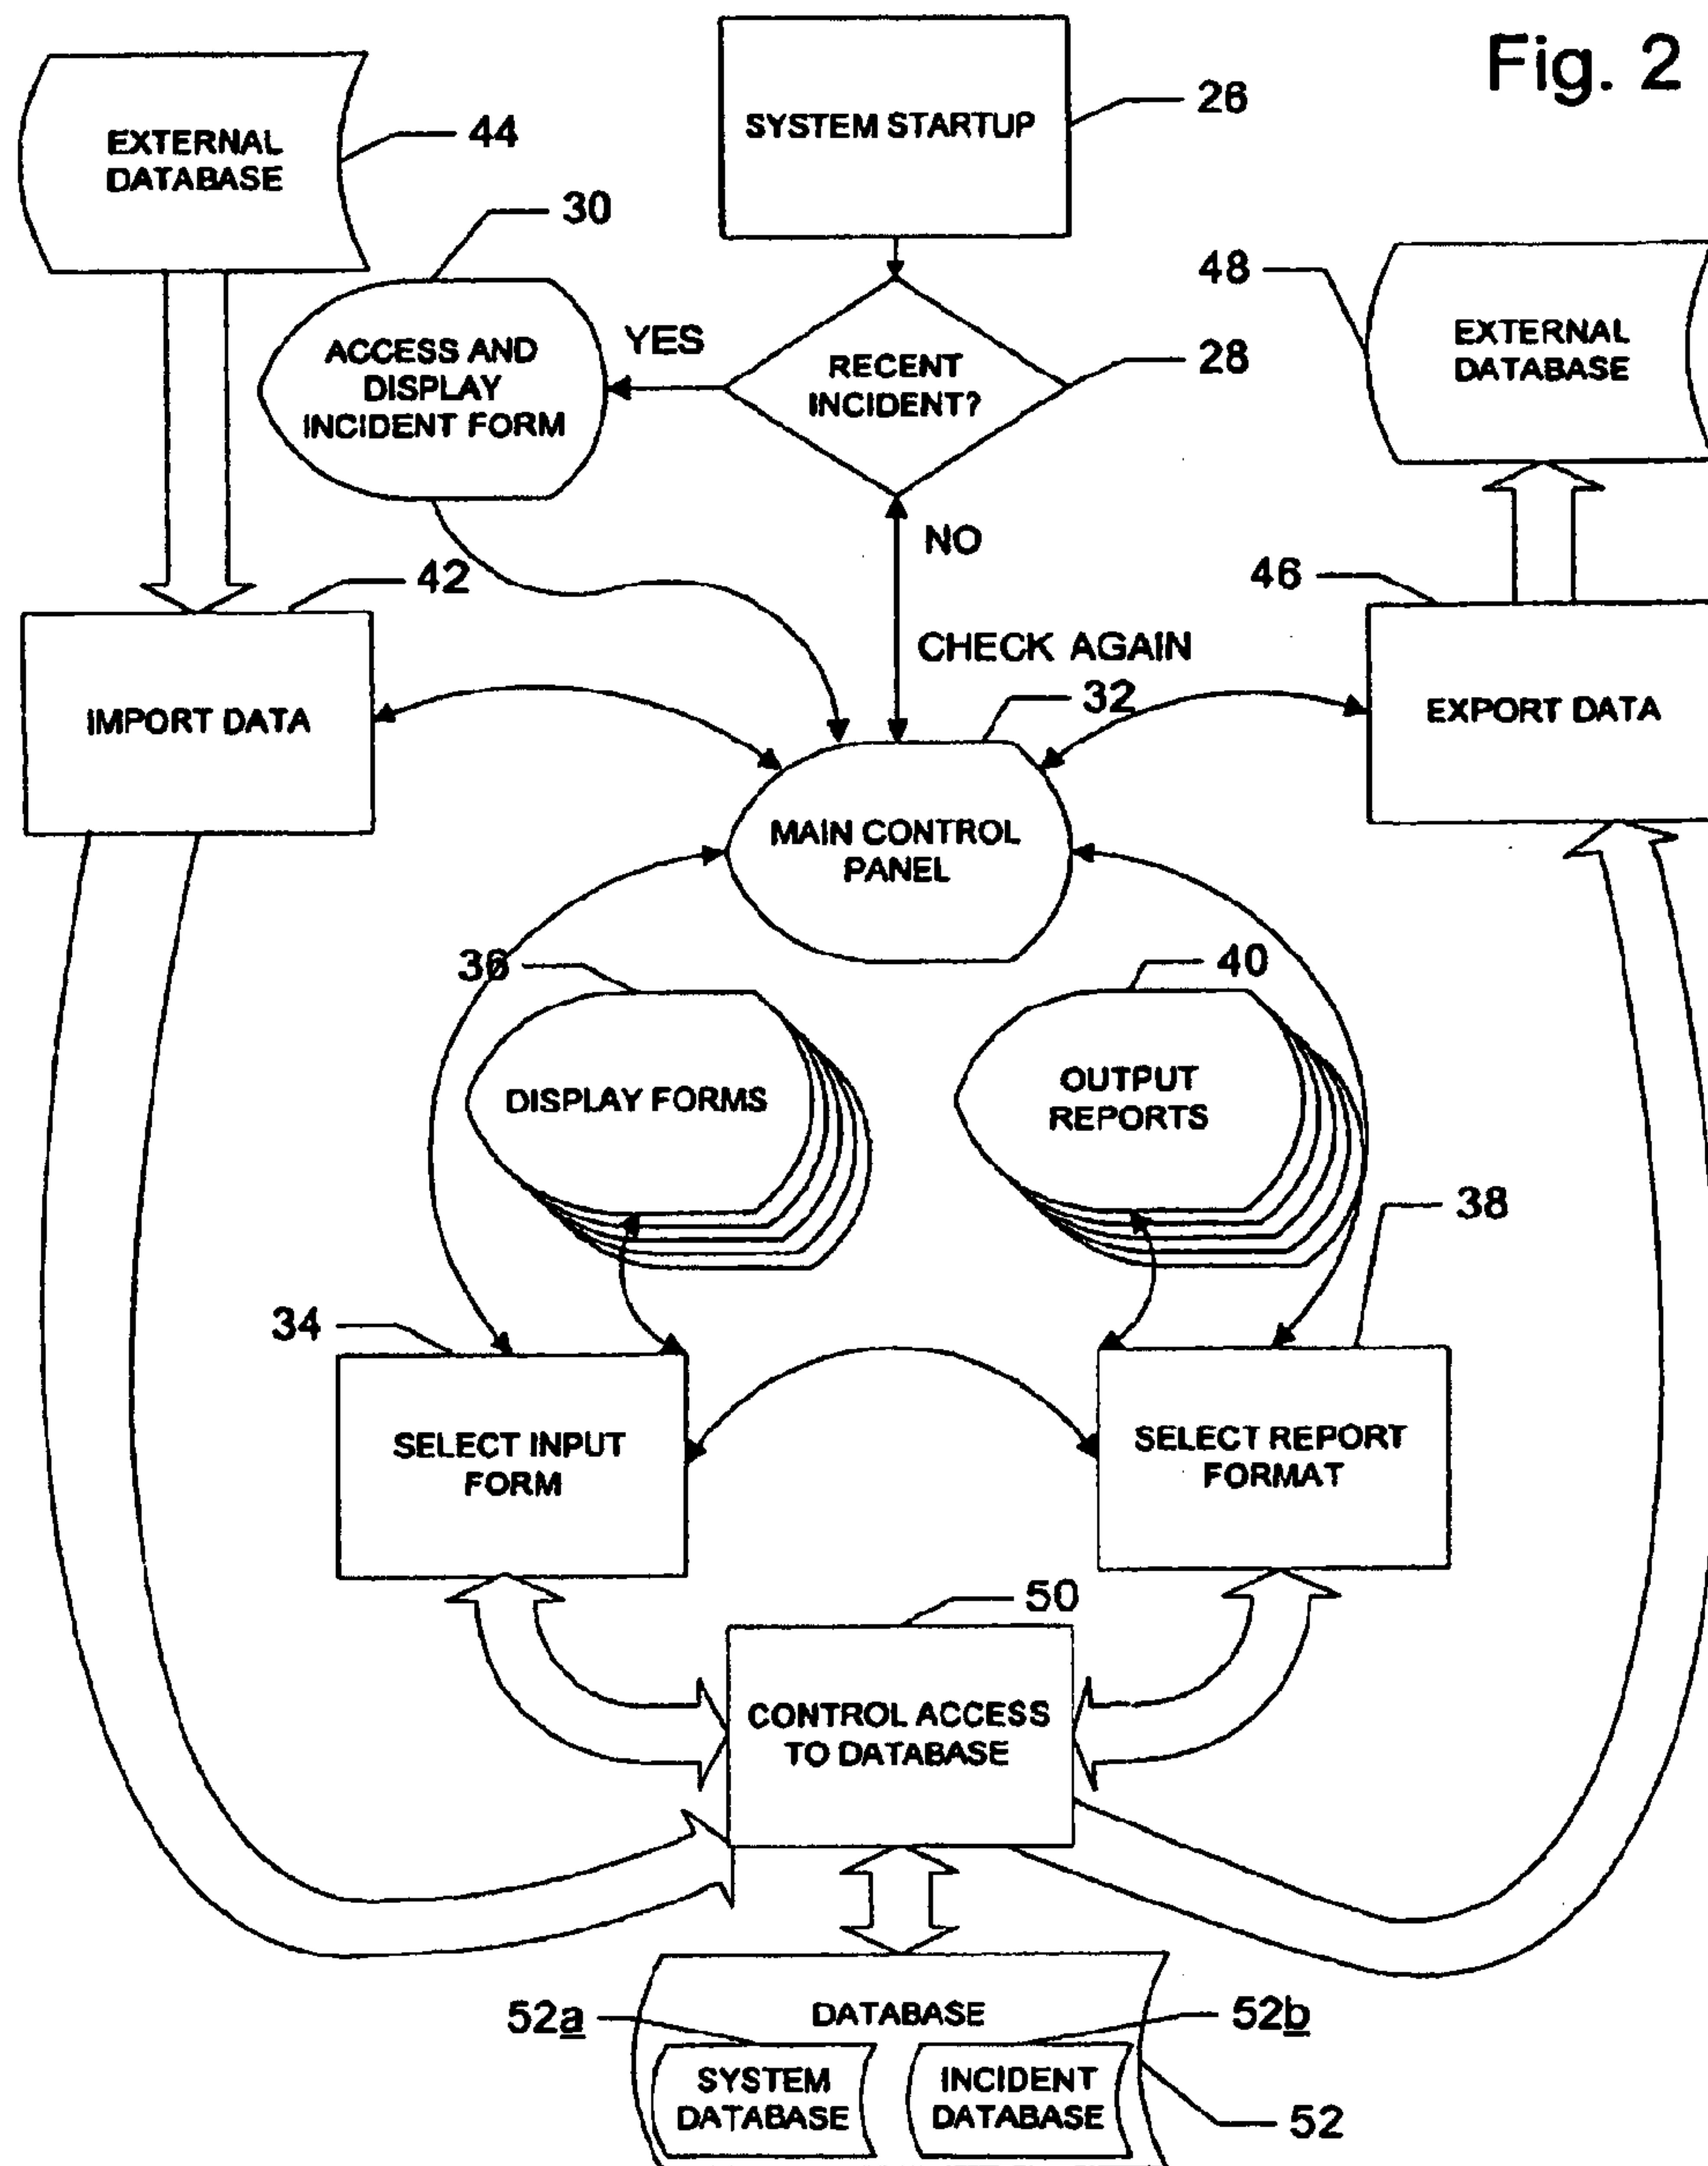 Fig. 2
SYSTEM STARTUP
26
EXTERNAL
DATABASE
44
30
48
EXTERNAL
DATABASE
ACCESS AND
DISPLAY
INCIDENT FORM
YES
RECENT
INCIDENT?
28
NO
42
46
CHECK AGAIN
32
IMPORT DATA
EXPORT DATA
MAIN CONTROL
PANEL
36
40
DISPLAY FORMS
OUTPUT
REPORTS
38
34
SELECT INPUT
FORM
SELECT REPORT
FORMAT
50
CONTROL ACCESS
TO DATABASE
52a
DATABASE
52b
SYSTEM
DATABASE
INCIDENT
DATABASE
52